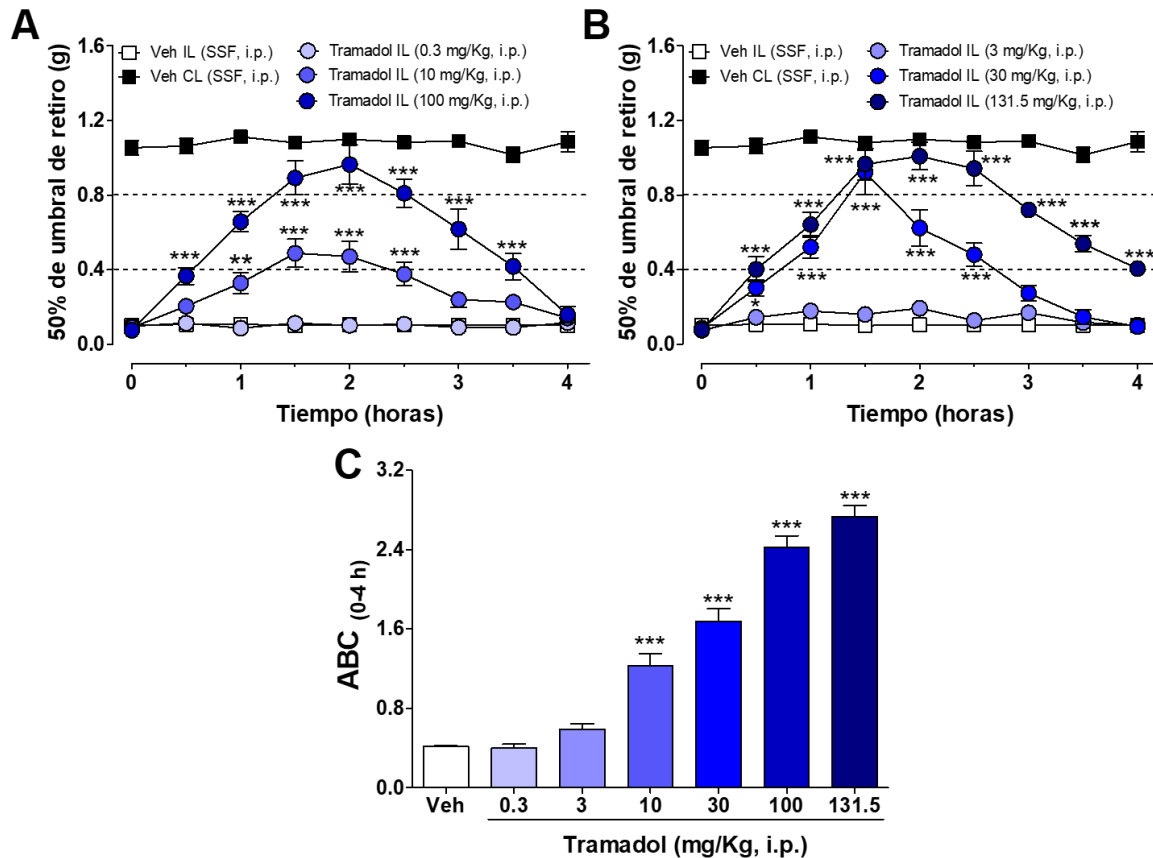 A
Veh IL (SSF, i.p.)
Veh CL (SSF, i.p.)
Tramadol IL (0.3 mg/Kg, i.p.)
Tramadol IL (10 mg/Kg, i.p.)
Tramadol IL (100 mg/Kg, i.p.)
50% de umbral de retiro (g)
1.6
1.2
0.8
0.4
0.0
***
***
***
***
***
***
***
**
***
***
***
0 1 2 3 4
Tiempo (horas)
B
Veh IL (SSF, i.p.)
Veh CL (SSF, i.p.)
Tramadol IL (3 mg/Kg, i.p.)
Tramadol IL (30 mg/Kg, i.p.)
Tramadol IL (131.5 mg/Kg, i.p.)
50% de umbral de retiro (g)
1.6
1.2
0.8
0.4
0.0
***
***
***
***
***
***
***
***
*
***
***
***
***
0 1 2 3 4
Tiempo (horas)
C
ABC (0-4 h)
3.2
2.4
1.6
0.8
0.0
***
***
***
***
Veh 0.3 3 10 30 100 131.5
Tramadol (mg/Kg, i.p.)